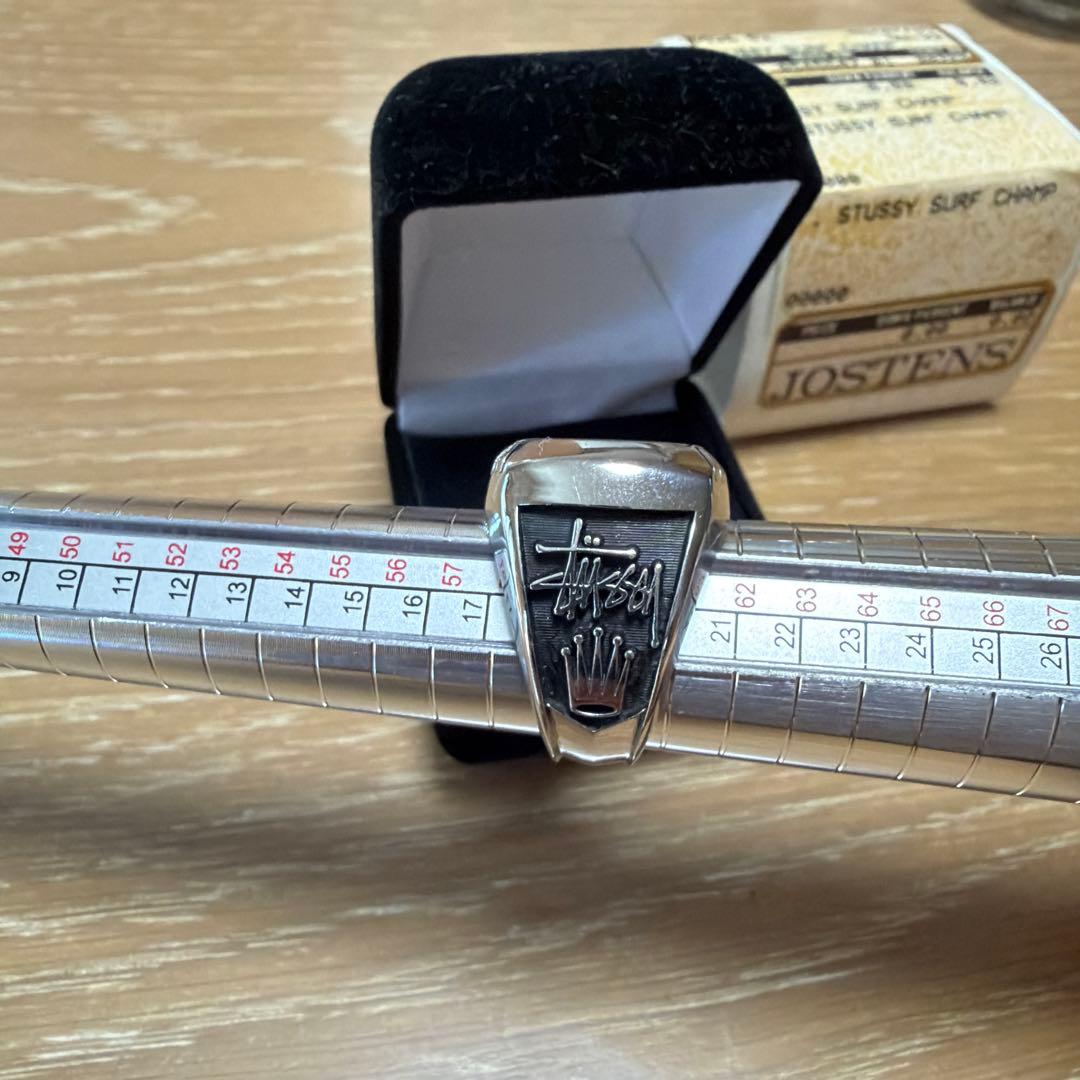 STUSSY SURF CHAMP
STUSSY SURF CHAMP
00000
JOSTENS
Stüssy
49 50 51 52 53 54 55 56 57 62 63 64 65 66 67
9 10 11 12 13 14 15 16 17 21 22 23 24 25 26